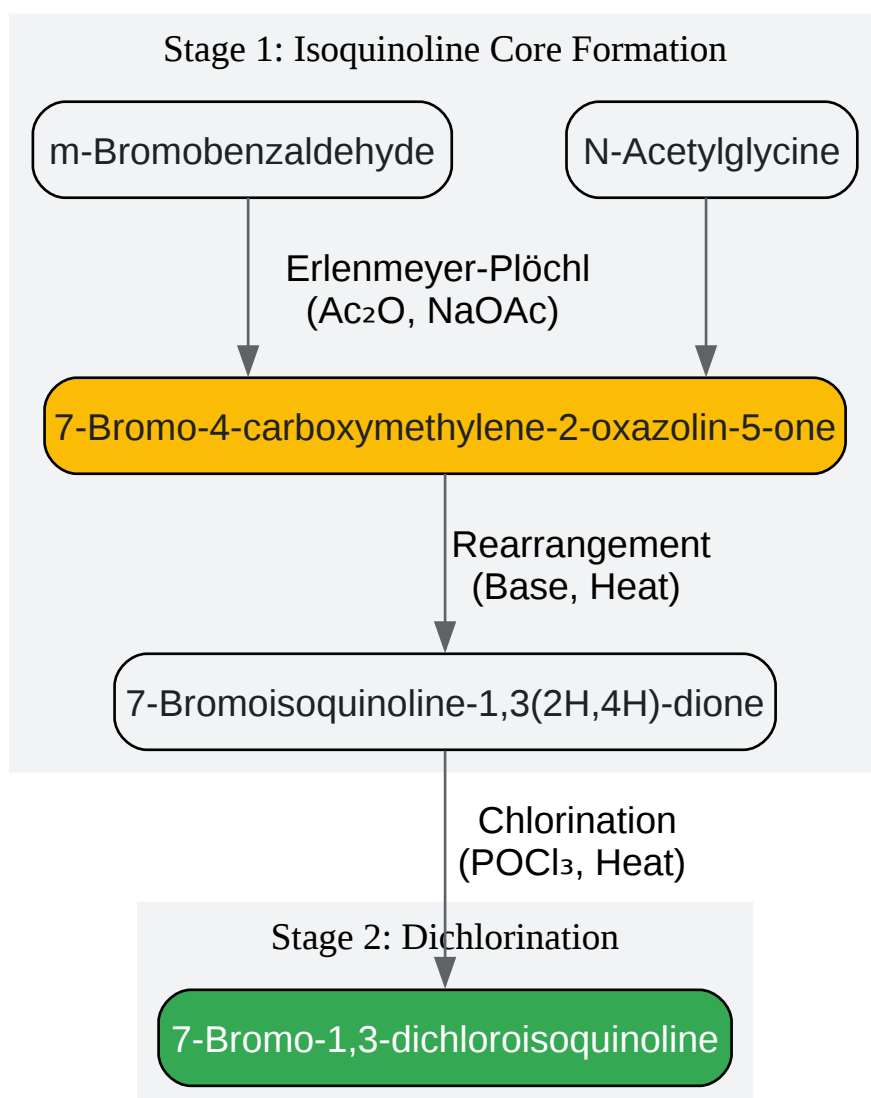 Stage 1: Isoquinoline Core Formation
m-Bromobenzaldehyde
N-Acetylglycine
Erlenmeyer-Plöchl
(Ac₂O, NaOAc)
7-Bromo-4-carboxymethylene-2-oxazolin-5-one
Rearrangement
(Base, Heat)
7-Bromoisoquinoline-1,3(2H,4H)-dione
Chlorination
(POCl₃, Heat)
Stage 2: Dichlorination
7-Bromo-1,3-dichloroisoquinoline